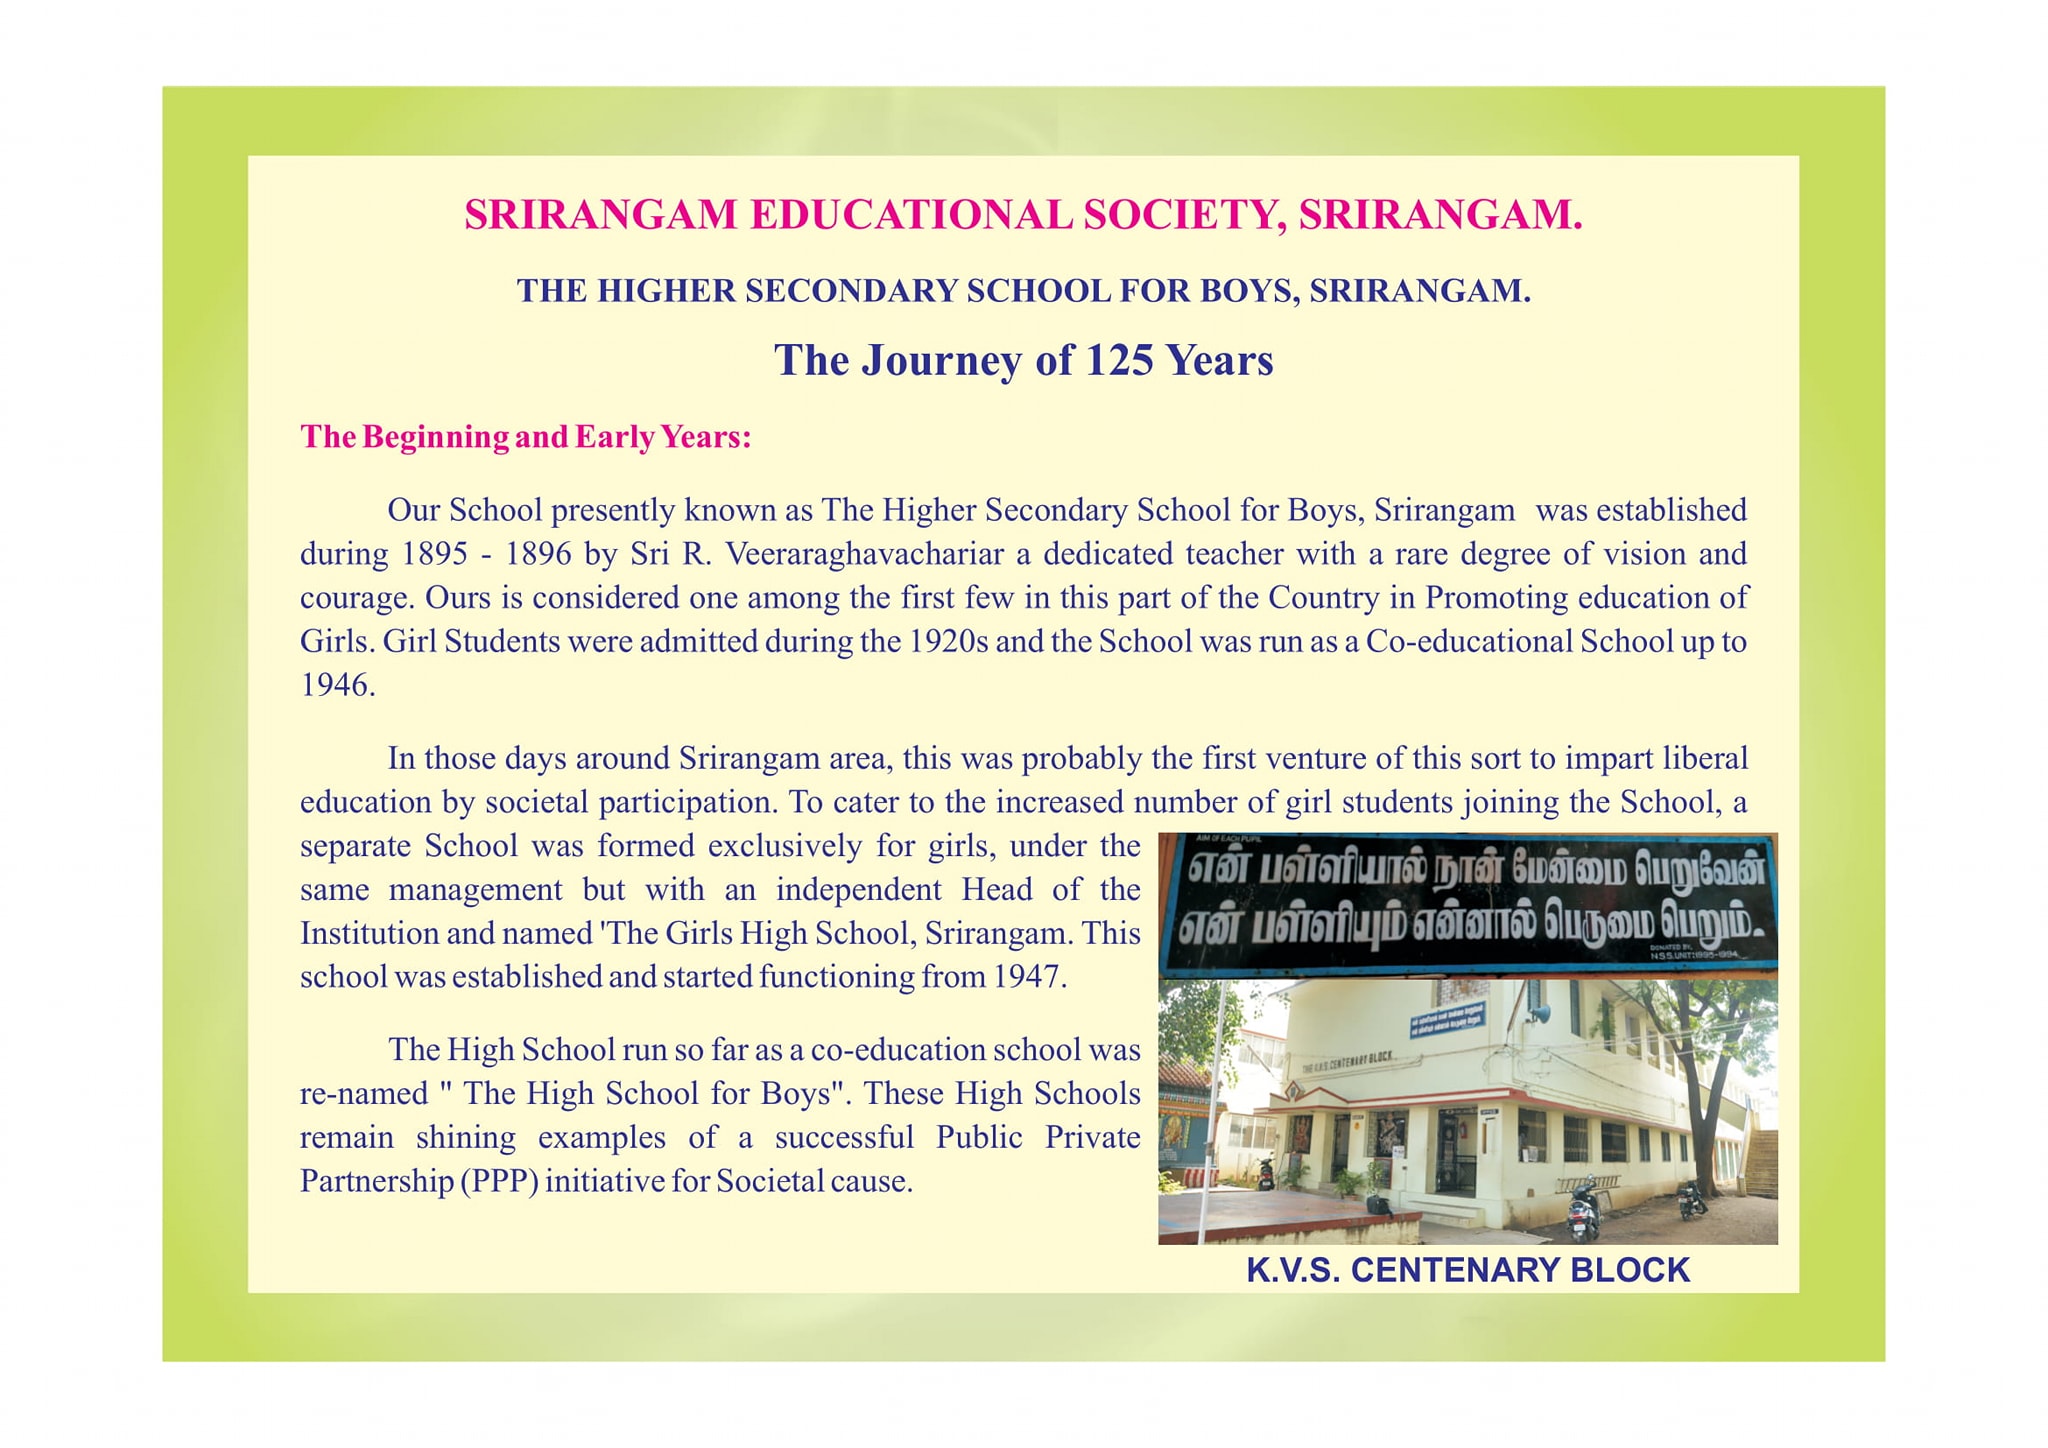 SRIRANGAM EDUCATIONAL SOCIETY, SRIRANGAM.
THE HIGHER SECONDARY SCHOOL FOR BOYS, SRIRANGAM.
The Journey of 125 Years
The Beginning and Early Years:
Our School presently known as The Higher Secondary School for Boys, Srirangam was established
during 1895 - 1896 by Sri R. Veeraraghavachariar a dedicated teacher with a rare degree of vision and
courage. Ours is considered one among the first few in this part of the Country in Promoting education of
Girls. Girl Students were admitted during the 1920s and the School was run as a Co-educational School up to
1946.
In those days around Srirangam area, this was probably the first venture of this sort to impart liberal
education by societal participation. To cater to the increased number of girl students joining the School, a
separate School was formed exclusively for girls, under the
same management but with an independent Head of the
Institution and named 'The Girls High School, Srirangam. This
school was established and started functioning from 1947.
The High School run so far as a co-education school was
re-named " The High School for Boys". These High Schools
remain shining examples of a successful Public Private
Partnership (PPP) initiative for Societal cause.
AIM OF EACH PUPIL
என் பள்ளியால் நான் மேன்மை பெறுவேன்
என் பள்ளியும் என்னால் பெருமை பெறும்.
DONATED BY,
N.S.S. UNIT:1995-1994
THE K.V.S. CENTENARY BLOCK
K.V.S. CENTENARY BLOCK